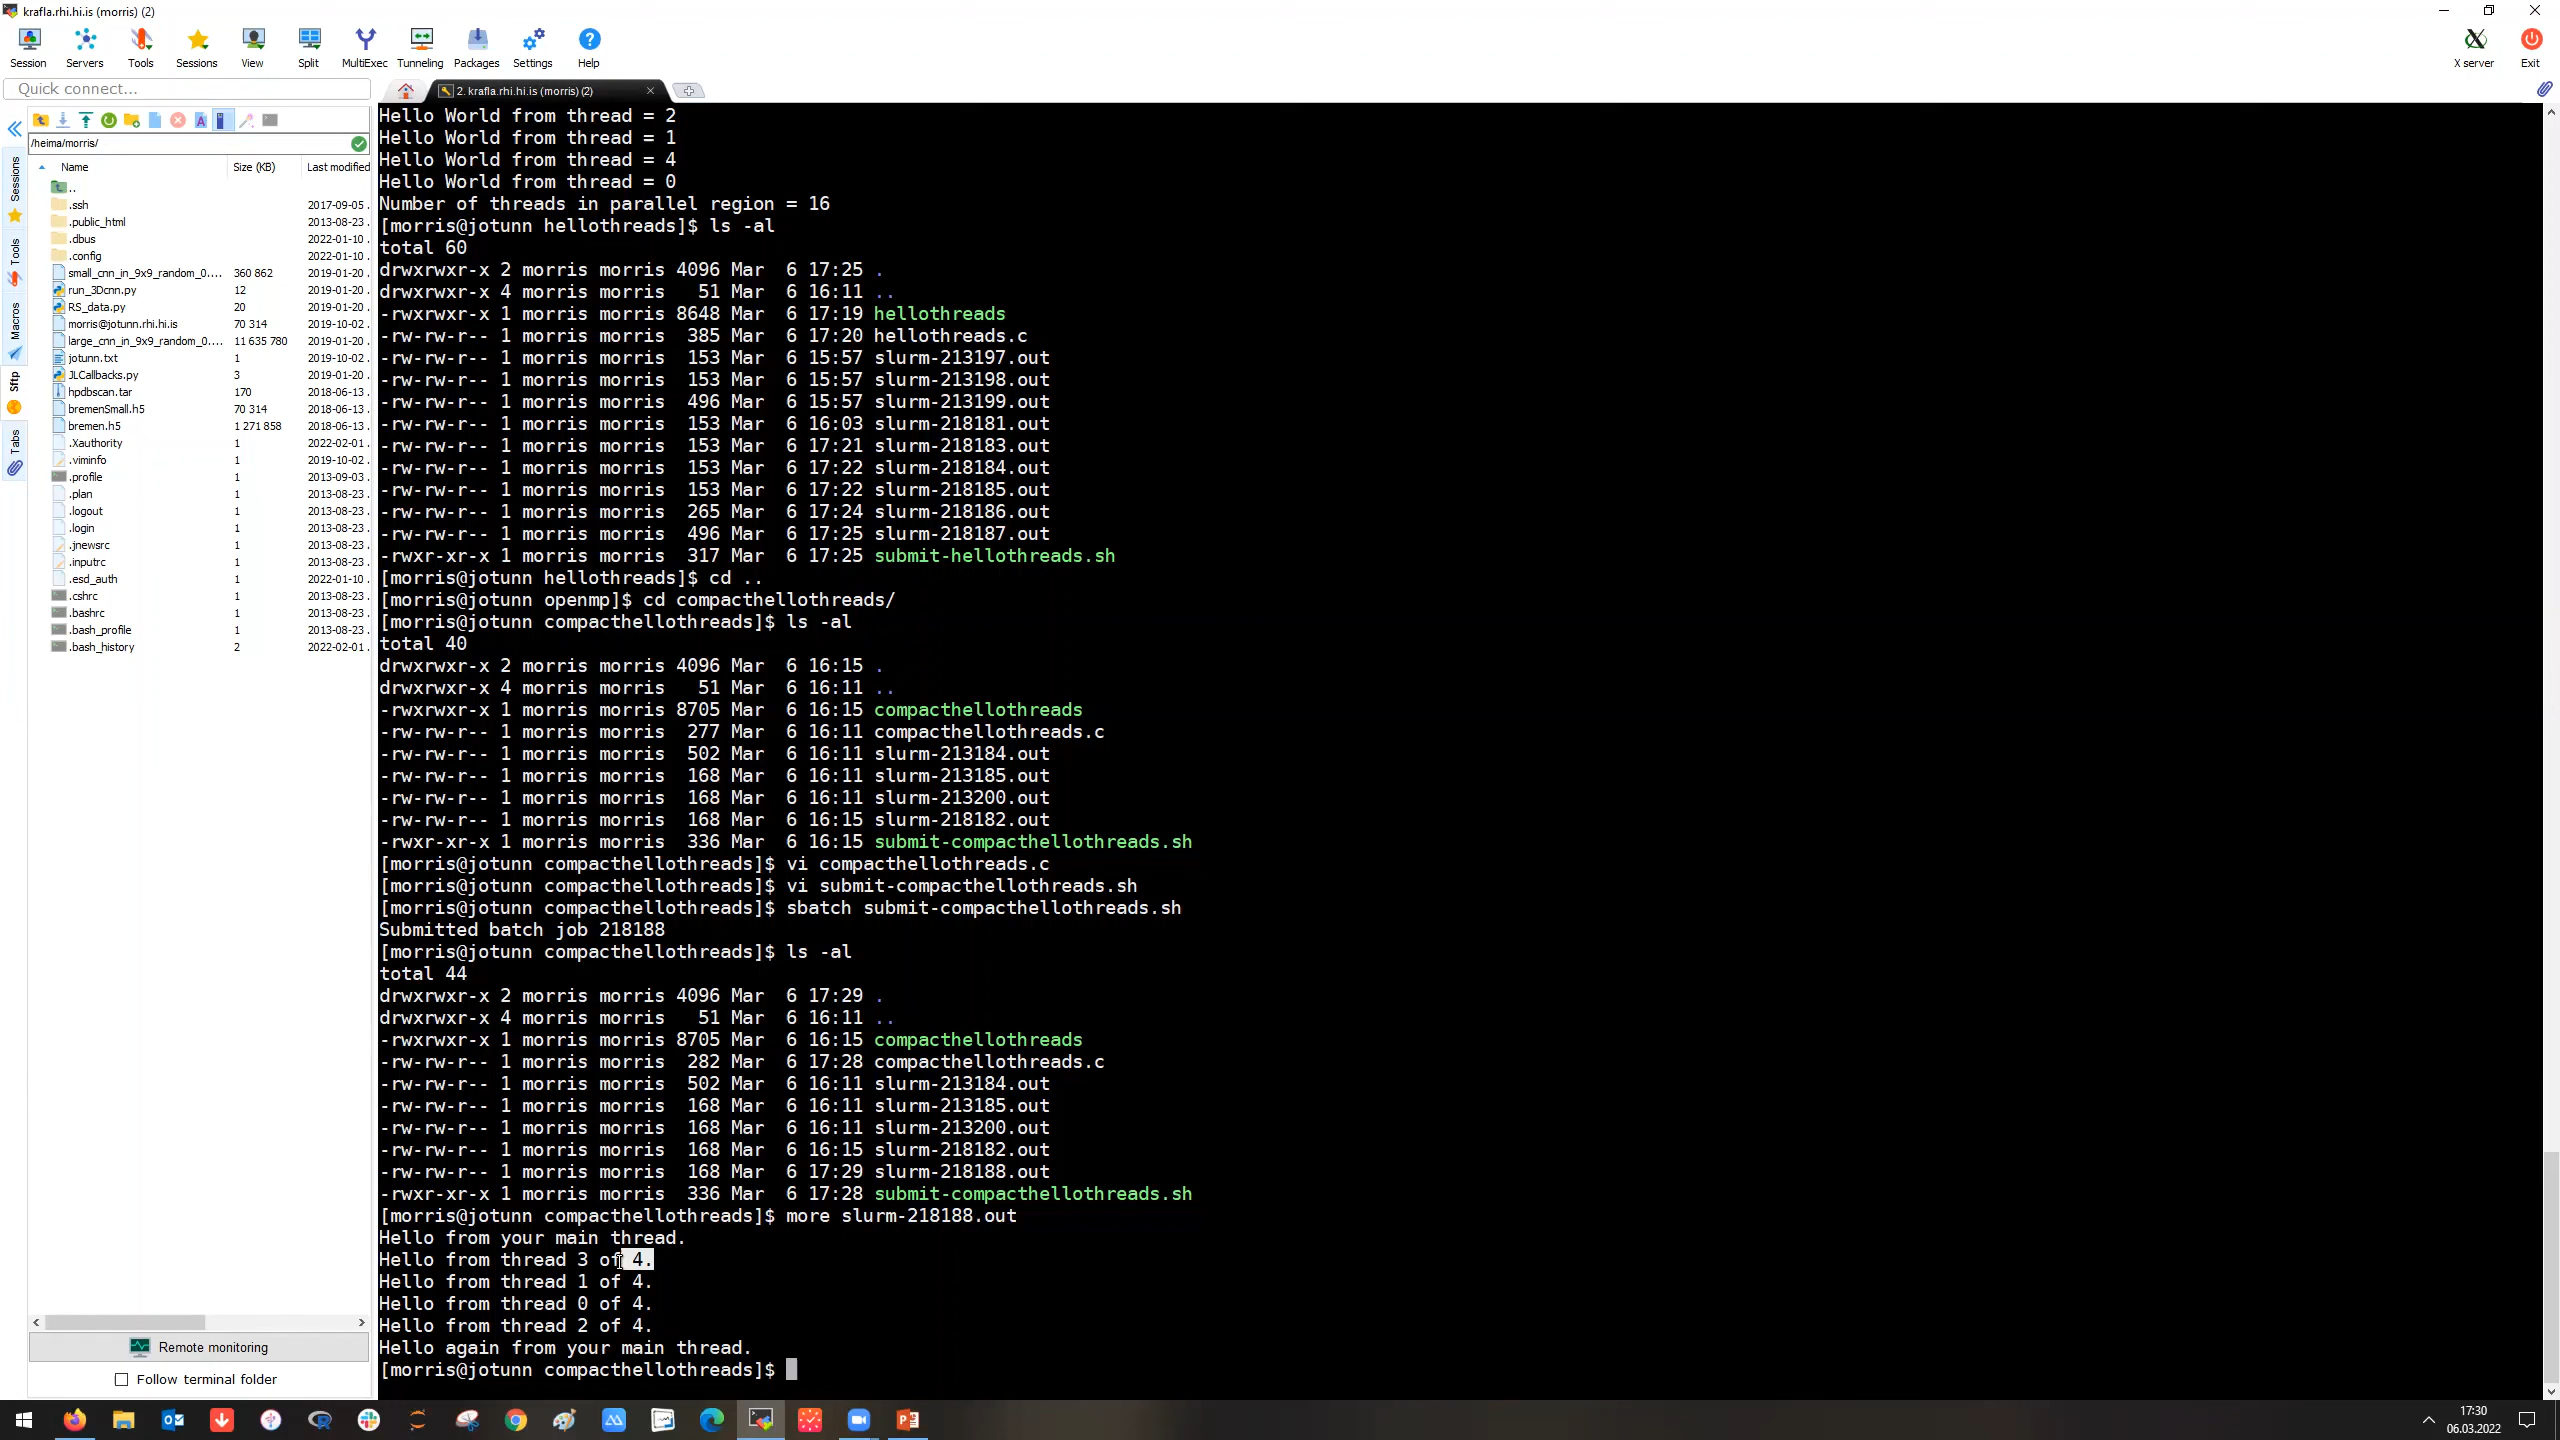 krafla.rhi.hi.is (morris) (2)
Session Servers Tools Sessions View Split MultiExec Tunneling Packages Settings Help X server Exit
Quick connect...
2. krafla.rhi.hi.is (morris) (2)
/heima/morris/
Name Size (KB) Last modified
..
.ssh 2017-09-05 .
.public_html 2013-08-23 .
.dbus 2022-01-10 .
.config 2022-01-10 .
small_cnn_in_9x9_random_0.... 360 862 2019-01-20 .
run_3Dcnn.py 12 2019-01-20 .
RS_data.py 20 2019-01-20 .
morris@jotunn.rhi.hi.is 70 314 2019-10-02 .
large_cnn_in_9x9_random_0.... 11 635 780 2019-01-20 .
jotunn.txt 1 2019-10-02 .
JLCallbacks.py 3 2019-01-20 .
hpdbscan.tar 170 2018-06-13 .
bremenSmall.h5 70 314 2018-06-13 .
bremen.h5 1 271 858 2018-06-13 .
.Xauthority 1 2022-02-01 .
.viminfo 1 2019-10-02 .
.profile 1 2013-09-03 .
.plan 1 2013-08-23 .
.logout 1 2013-08-23 .
.login 1 2013-08-23 .
.jnewsrc 1 2013-08-23 .
.inputrc 1 2013-08-23 .
.esd_auth 1 2022-01-10 .
.cshrc 1 2013-08-23 .
.bashrc 1 2013-08-23 .
.bash_profile 1 2013-08-23 .
.bash_history 2 2022-02-01 .
Sessions
Tools
Macros
Sftp
Tabs
Remote monitoring
Follow terminal folder
Hello World from thread = 2
Hello World from thread = 1
Hello World from thread = 4
Hello World from thread = 0
Number of threads in parallel region = 16
[morris@jotunn hellothreads]$ ls -al
total 60
drwxrwxr-x 2 morris morris 4096 Mar  6 17:25 .
drwxrwxr-x 4 morris morris   51 Mar  6 16:11 ..
-rwxrwxr-x 1 morris morris 8648 Mar  6 17:19 hellothreads
-rw-rw-r-- 1 morris morris  385 Mar  6 17:20 hellothreads.c
-rw-rw-r-- 1 morris morris  153 Mar  6 15:57 slurm-213197.out
-rw-rw-r-- 1 morris morris  153 Mar  6 15:57 slurm-213198.out
-rw-rw-r-- 1 morris morris  496 Mar  6 15:57 slurm-213199.out
-rw-rw-r-- 1 morris morris  153 Mar  6 16:03 slurm-218181.out
-rw-rw-r-- 1 morris morris  153 Mar  6 17:21 slurm-218183.out
-rw-rw-r-- 1 morris morris  153 Mar  6 17:22 slurm-218184.out
-rw-rw-r-- 1 morris morris  153 Mar  6 17:22 slurm-218185.out
-rw-rw-r-- 1 morris morris  265 Mar  6 17:24 slurm-218186.out
-rw-rw-r-- 1 morris morris  496 Mar  6 17:25 slurm-218187.out
-rwxr-xr-x 1 morris morris  317 Mar  6 17:25 submit-hellothreads.sh
[morris@jotunn hellothreads]$ cd ..
[morris@jotunn openmp]$ cd compacthellothreads/
[morris@jotunn compacthellothreads]$ ls -al
total 40
drwxrwxr-x 2 morris morris 4096 Mar  6 16:15 .
drwxrwxr-x 4 morris morris   51 Mar  6 16:11 ..
-rwxrwxr-x 1 morris morris 8705 Mar  6 16:15 compacthellothreads
-rw-rw-r-- 1 morris morris  277 Mar  6 16:11 compacthellothreads.c
-rw-rw-r-- 1 morris morris  502 Mar  6 16:11 slurm-213184.out
-rw-rw-r-- 1 morris morris  168 Mar  6 16:11 slurm-213185.out
-rw-rw-r-- 1 morris morris  168 Mar  6 16:11 slurm-213200.out
-rw-rw-r-- 1 morris morris  168 Mar  6 16:15 slurm-218182.out
-rwxr-xr-x 1 morris morris  336 Mar  6 16:15 submit-compacthellothreads.sh
[morris@jotunn compacthellothreads]$ vi compacthellothreads.c
[morris@jotunn compacthellothreads]$ vi submit-compacthellothreads.sh
[morris@jotunn compacthellothreads]$ sbatch submit-compacthellothreads.sh
Submitted batch job 218188
[morris@jotunn compacthellothreads]$ ls -al
total 44
drwxrwxr-x 2 morris morris 4096 Mar  6 17:29 .
drwxrwxr-x 4 morris morris   51 Mar  6 16:11 ..
-rwxrwxr-x 1 morris morris 8705 Mar  6 16:15 compacthellothreads
-rw-rw-r-- 1 morris morris  282 Mar  6 17:28 compacthellothreads.c
-rw-rw-r-- 1 morris morris  502 Mar  6 16:11 slurm-213184.out
-rw-rw-r-- 1 morris morris  168 Mar  6 16:11 slurm-213185.out
-rw-rw-r-- 1 morris morris  168 Mar  6 16:11 slurm-213200.out
-rw-rw-r-- 1 morris morris  168 Mar  6 16:15 slurm-218182.out
-rw-rw-r-- 1 morris morris  168 Mar  6 17:29 slurm-218188.out
-rwxr-xr-x 1 morris morris  336 Mar  6 17:28 submit-compacthellothreads.sh
[morris@jotunn compacthellothreads]$ more slurm-218188.out
Hello from your main thread.
Hello from thread 3 of 4.
Hello from thread 1 of 4.
Hello from thread 0 of 4.
Hello from thread 2 of 4.
Hello again from your main thread.
[morris@jotunn compacthellothreads]$
17:30
06.03.2022